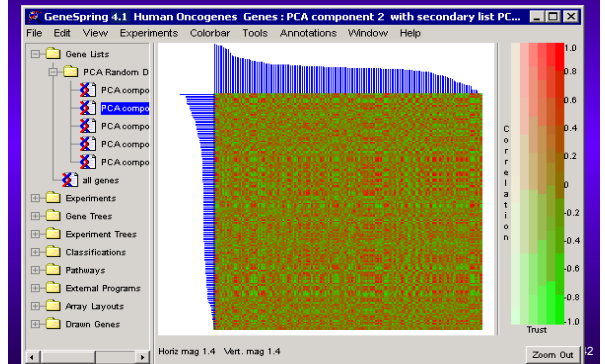 GeneSpring 4.1 Human Oncogenes Genes : PCA component 2 with secondary list PC...
File Edit View Experiments Colorbar Tools Annotations Window Help
Gene Lists
PCA Random D
PCA compo
PCA compo
PCA compo
PCA compo
PCA compo
all genes
Experiments
Gene Trees
Experiment Trees
Classifications
Pathways
External Programs
Array Layouts
Drawn Genes
Horiz mag 1.4 Vert. mag 1.4
Correlation
1.0
0.8
0.6
0.4
0.2
0
-0.2
-0.4
-0.6
-0.8
-1.0
Trust
Zoom Out